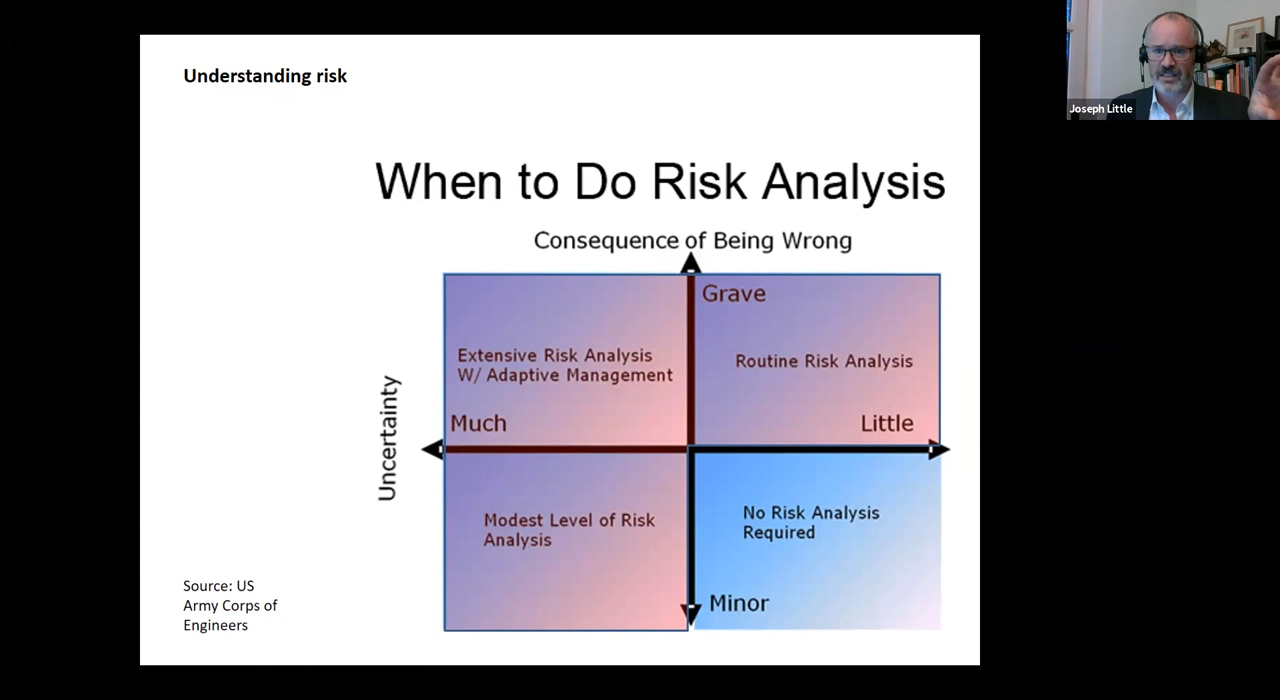 Understanding risk
Joseph Little
When to Do Risk Analysis
Consequence of Being Wrong
Grave
Extensive Risk Analysis
W/ Adaptive Management
Routine Risk Analysis
Much
Little
Uncertainty
Modest Level of Risk
Analysis
No Risk Analysis
Required
Minor
Source: US
Army Corps of
Engineers